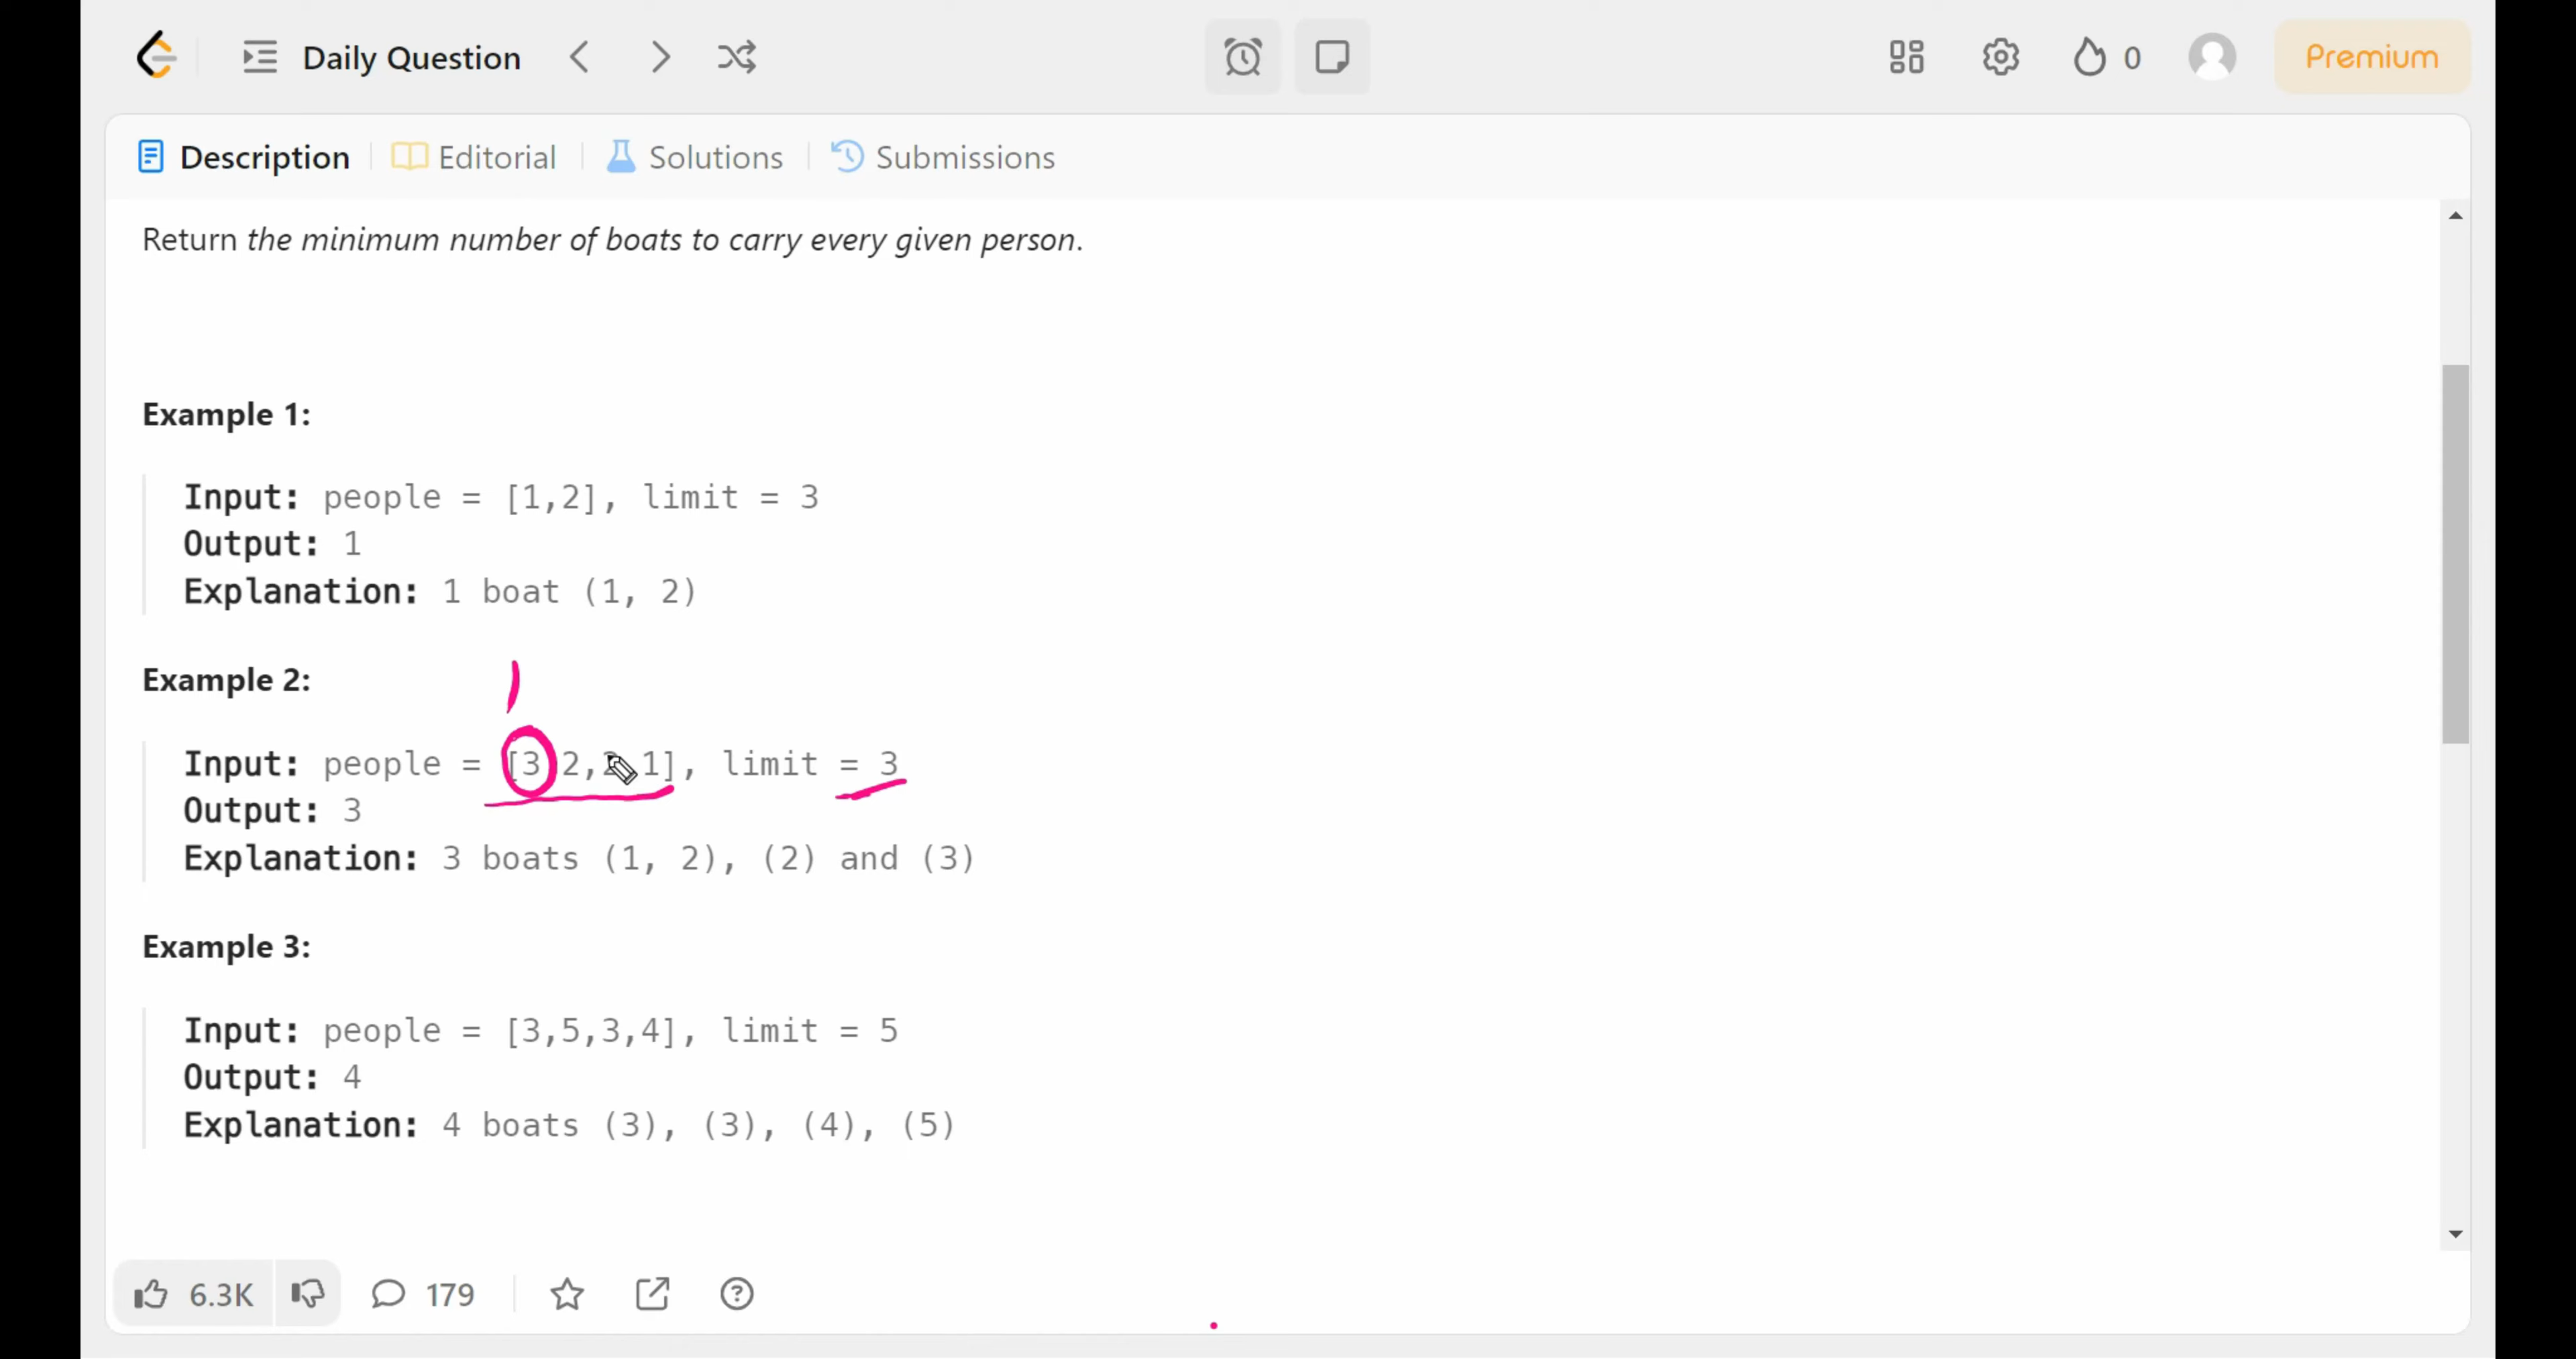 Daily Question
0
Premium
Description
Editorial
Solutions
Submissions
Return the minimum number of boats to carry every given person.
Example 1:
Input: people = [1,2], limit = 3
Output: 1
Explanation: 1 boat (1, 2)
1
Example 2:
Input: people = [3,2,2,1], limit = 3
Output: 3
Explanation: 3 boats (1, 2), (2) and (3)
Example 3:
Input: people = [3,5,3,4], limit = 5
Output: 4
Explanation: 4 boats (3), (3), (4), (5)
6.3K
179